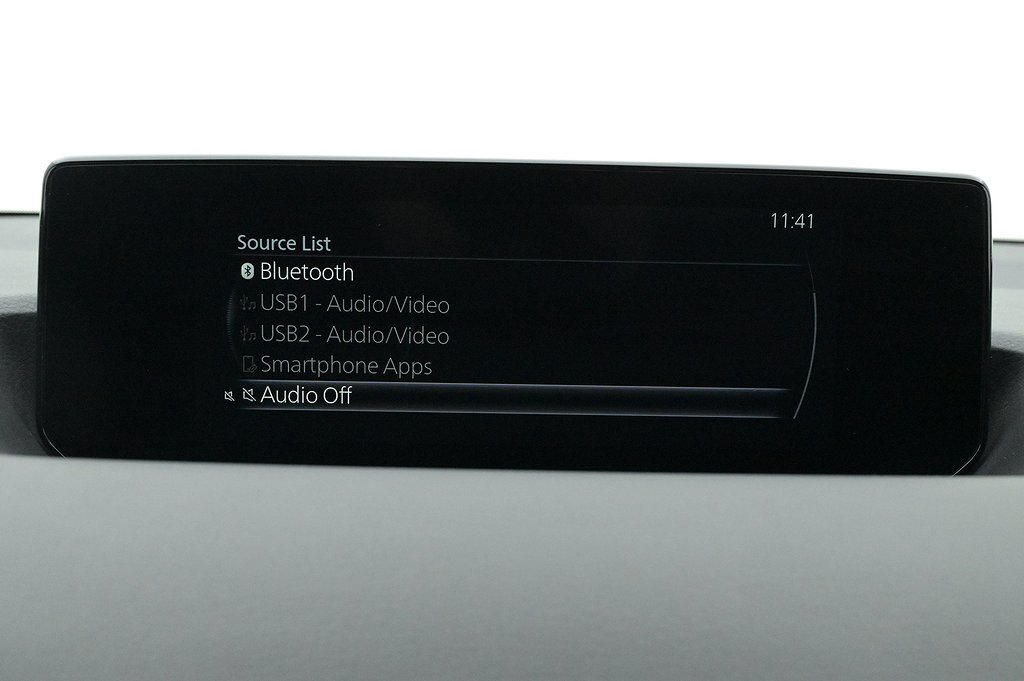 11:41
Source List
Bluetooth
USB1 - Audio/Video
USB2 - Audio/Video
Smartphone Apps
Audio Off